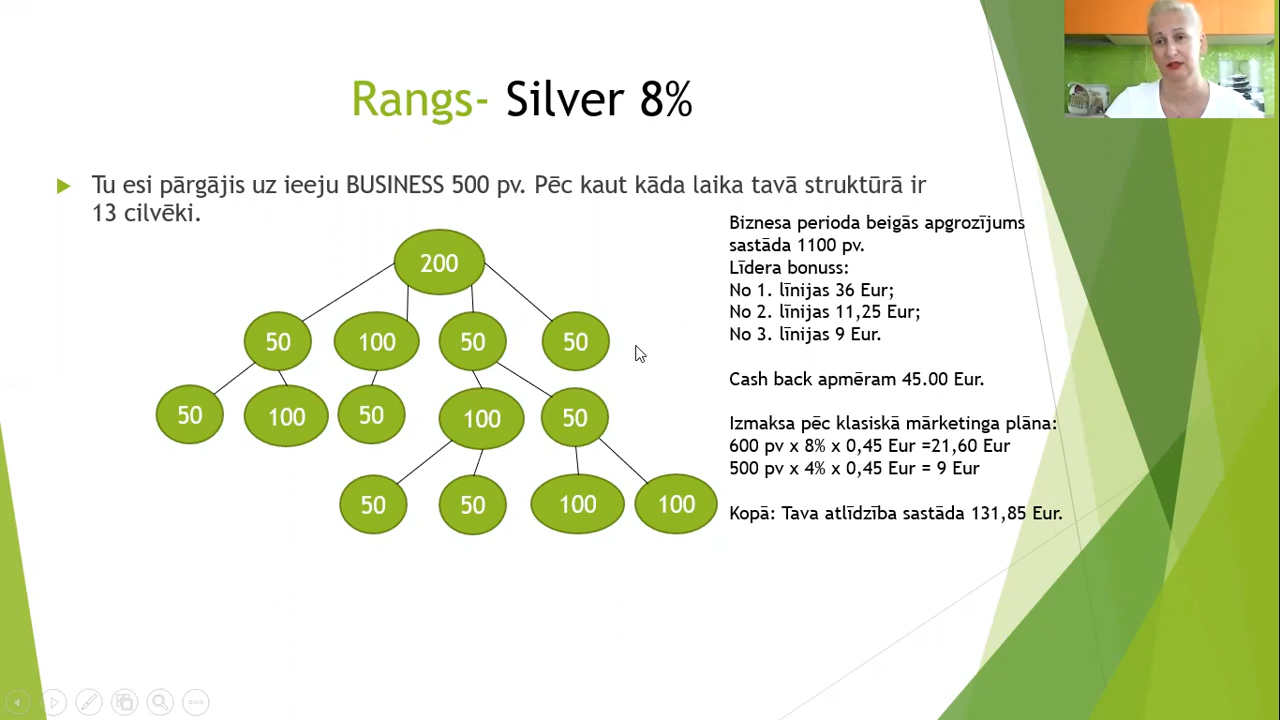 Rangs- Silver 8%
Tu esi pārgājis uz ieeju BUSINESS 500 pv. Pēc kaut kāda laika tavā struktūrā ir
13 cilvēki.
200
50 100 50 50
50 100 50 100 50
50 50 100 100
Biznesa perioda beigās apgrozījums
sastāda 1100 pv.
Līdera bonuss:
No 1. līnijas 36 Eur;
No 2. līnijas 11,25 Eur;
No 3. līnijas 9 Eur.
Cash back apmēram 45.00 Eur.
Izmaksa pēc klasiskā mārketinga plāna:
600 pv x 8% x 0,45 Eur =21,60 Eur
500 pv x 4% x 0,45 Eur = 9 Eur
Kopā: Tava atlīdzība sastāda 131,85 Eur.